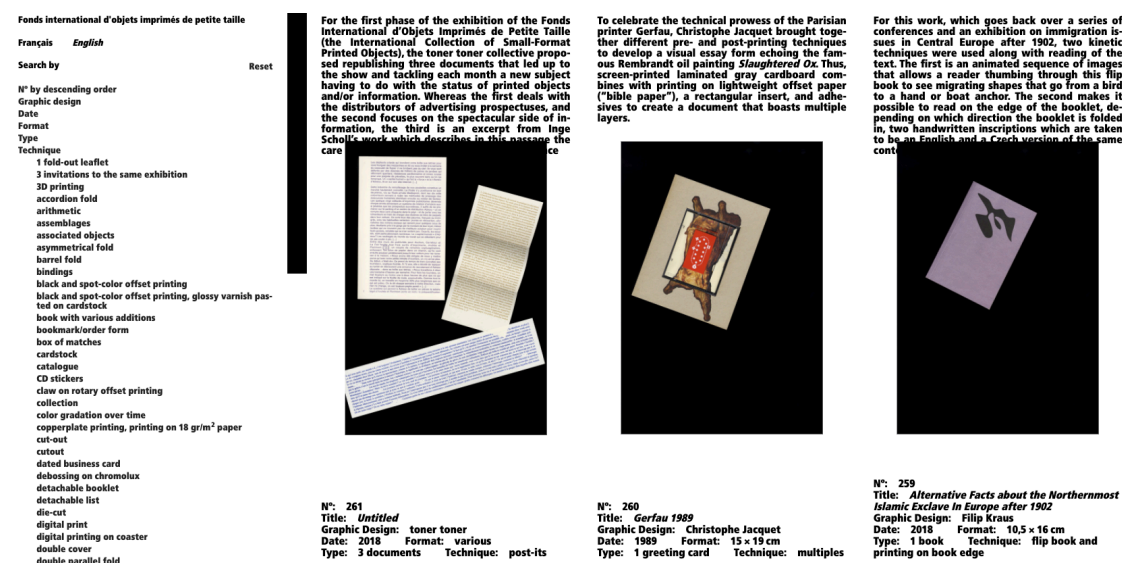 Fonds international d'objets imprimés de petite taille
Français English
Search by Reset
N° by descending order
Graphic design
Date
Format
Type
Technique
1 fold-out leaflet
3 invitations to the same exhibition
3D printing
accordion fold
arithmetic
assemblages
associated objects
asymmetrical fold
barrel fold
bindings
black and spot-color offset printing
black and spot-color offset printing, glossy varnish pas-
ted on cardstock
book with various additions
bookmark/order form
box of matches
cardstock
catalogue
CD stickers
claw on rotary offset printing
collection
color gradation over time
copperplate printing, printing on 18 gr/m² paper
cut-out
cutout
dated business card
debossing on chromolux
detachable booklet
detachable list
die-cut
digital print
digital printing on coaster
double cover
double parallel fold
For the first phase of the exhibition of the Fonds
International d'Objets Imprimés de Petite Taille
(the International Collection of Small-Format
Printed Objects), the toner toner collective propo-
sed republishing three documents that led up to
the show and tackling each month a new subject
having to do with the status of printed objects
and/or information. Whereas the first deals with
the distributors of advertising prospectuses, and
the second focuses on the spectacular side of in-
formation, the third is an excerpt from Inge
Scholl's work which describes in this passage the
care
N°: 261
Title: Untitled
Graphic Design: toner toner
Date: 2018 Format: various
Type: 3 documents Technique: post-its
To celebrate the technical prowess of the Parisian
printer Gerfau, Christophe Jacquet brought toge-
ther different pre- and post-printing techniques
to develop a visual essay form echoing the fam-
ous Rembrandt oil painting Slaughtered Ox. Thus,
screen-printed laminated gray cardboard com-
bines with printing on lightweight offset paper
("bible paper"), a rectangular insert, and adhe-
sives to create a document that boasts multiple
layers.
N°: 260
Title: Gerfau 1989
Graphic Design: Christophe Jacquet
Date: 1989 Format: 15 × 19 cm
Type: 1 greeting card Technique: multiples
For this work, which goes back over a series of
conferences and an exhibition on immigration is-
sues in Central Europe after 1902, two kinetic
techniques were used along with reading of the
text. The first is an animated sequence of images
that allows a reader thumbing through this flip
book to see migrating shapes that go from a bird
to a hand or boat anchor. The second makes it
possible to read on the edge of the booklet, de-
pending on which direction the booklet is folded
in, two handwritten inscriptions which are taken
to be an English and a Czech version of the same
N°: 259
Title: Alternative Facts about the Northernmost
Islamic Exclave In Europe after 1902
Graphic Design: Filip Kraus
Date: 2018 Format: 10,5 × 16 cm
Type: 1 book Technique: flip book and
printing on book edge